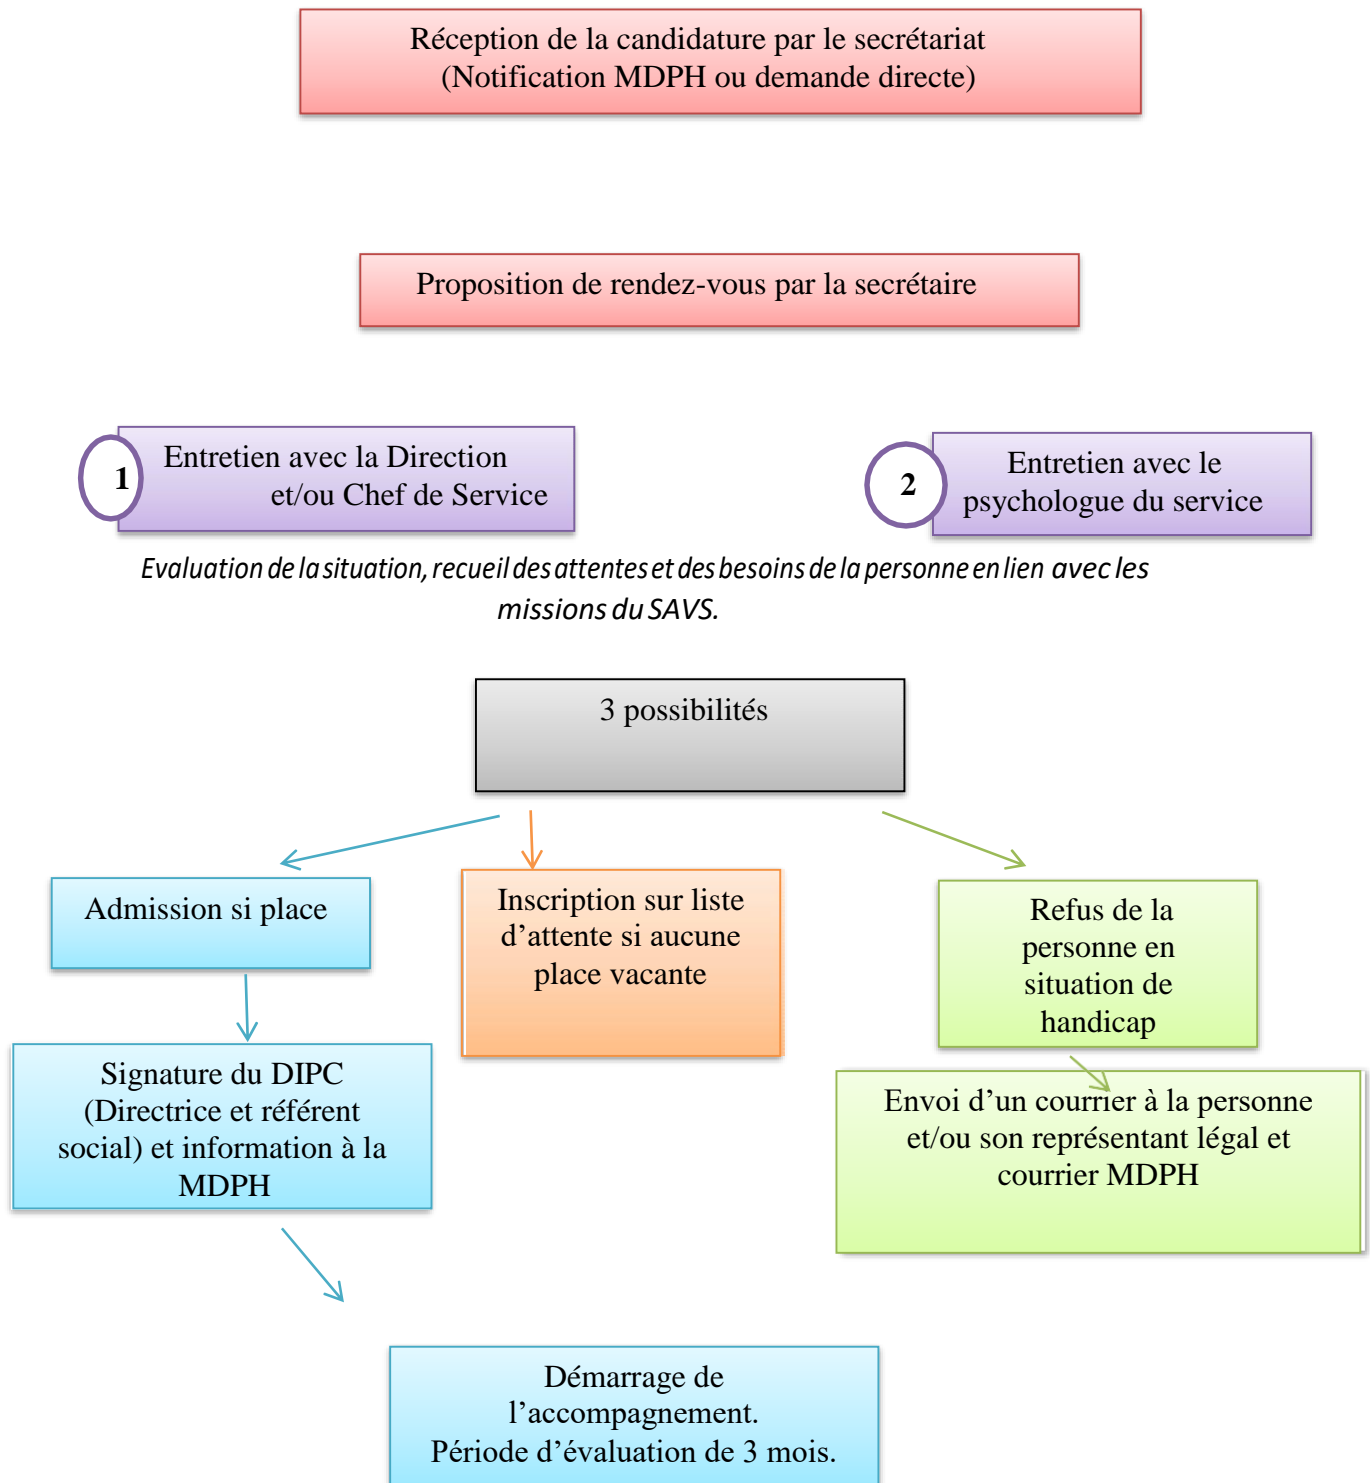 Réception de la candidature par le secrétariat
(Notification MDPH ou demande directe)
Proposition de rendez-vous par la secrétaire
1
Entretien avec la Direction
et/ou Chef de Service
2
Entretien avec le
psychologue du service
Evaluation de la situation, recueil des attentes et des besoins de la personne en lien avec les
missions du SAVS.
3 possibilités
Admission si place
Inscription sur liste
d’attente si aucune
place vacante
Refus de la
personne en
situation de
handicap
Signature du DIPC
(Directrice et référent
social) et information à la
MDPH
Envoi d’un courrier à la personne
et/ou son représentant légal et
courrier MDPH
Démarrage de
l’accompagnement.
Période d’évaluation de 3 mois.